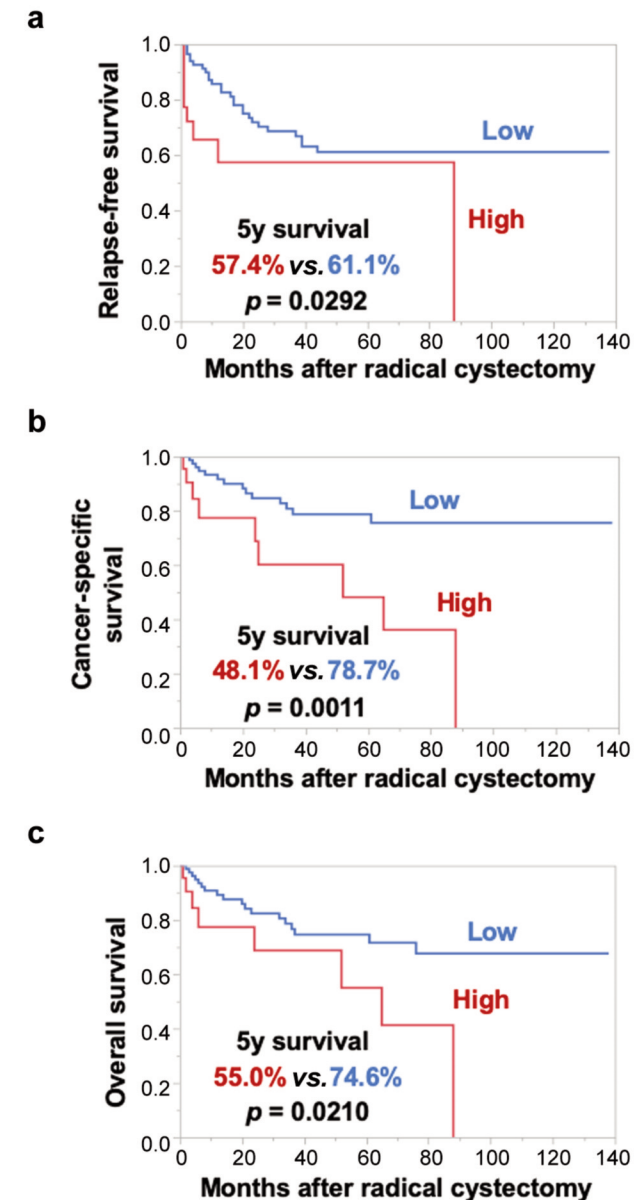 a
Relapse-free survival
1.0
0.8
0.6
0.4
0.2
0.0
Low
High
5y survival
57.4% vs. 61.1%
p = 0.0292
0 20 40 60 80 100 120 140
Months after radical cystectomy
b
Cancer-specific
survival
1.0
0.8
0.6
0.4
0.2
0.0
Low
High
5y survival
48.1% vs. 78.7%
p = 0.0011
0 20 40 60 80 100 120 140
Months after radical cystectomy
c
Overall survival
1.0
0.8
0.6
0.4
0.2
0.0
Low
High
5y survival
55.0% vs. 74.6%
p = 0.0210
0 20 40 60 80 100 120 140
Months after radical cystectomy